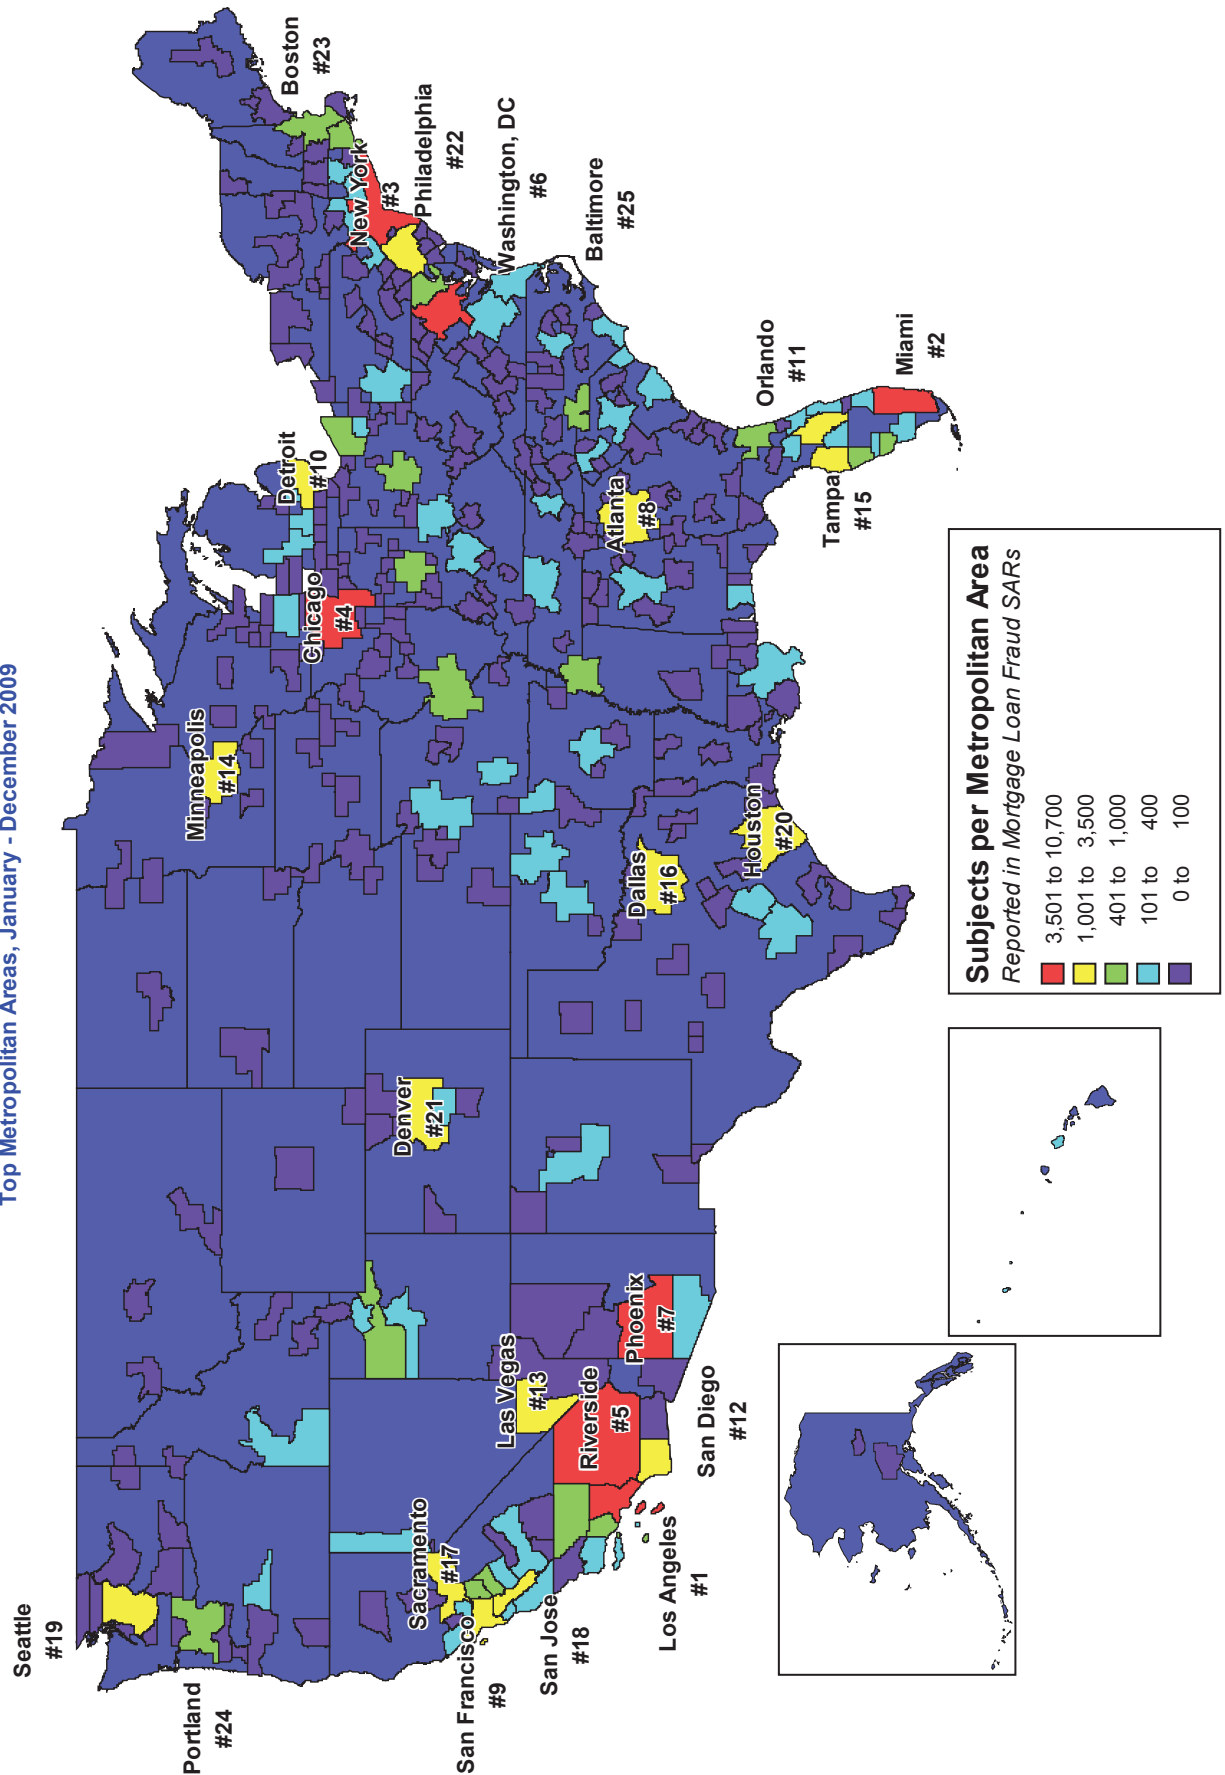 Top Metropolitan Areas, January - December 2009
Seattle
#19
Portland
#24
San Francisco
#9
San Jose
#18
Sacramento
#17
Los Angeles
#1
San Diego
#12
Riverside
#5
Las Vegas
#13
Phoenix
#7
Denver
#21
Minneapolis
#14
Dallas
#16
Houston
#20
Chicago
#4
Detroit
#10
Atlanta
#8
Tampa
#15
Orlando
#11
Miami
#2
Boston
#23
New York
#3
Philadelphia
#22
Washington, DC
#6
Baltimore
#25
Subjects per Metropolitan Area
Reported in Mortgage Loan Fraud SARs
3,501 to 10,700
1,001 to 3,500
401 to 1,000
101 to 400
0 to 100